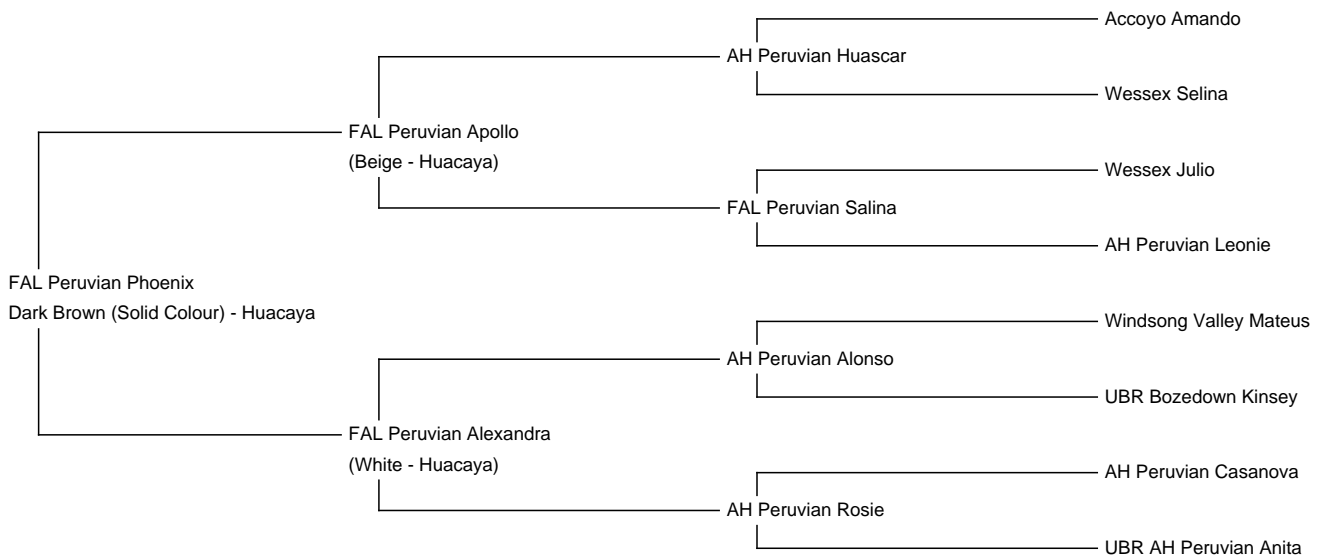 Accoyo Amando
AH Peruvian Huascar
Wessex Selina
FAL Peruvian Apollo
(Beige - Huacaya)
Wessex Julio
FAL Peruvian Salina
AH Peruvian Leonie
FAL Peruvian Phoenix
Dark Brown (Solid Colour) - Huacaya
Windsong Valley Mateus
AH Peruvian Alonso
UBR Bozedown Kinsey
FAL Peruvian Alexandra
(White - Huacaya)
AH Peruvian Casanova
AH Peruvian Rosie
UBR AH Peruvian Anita